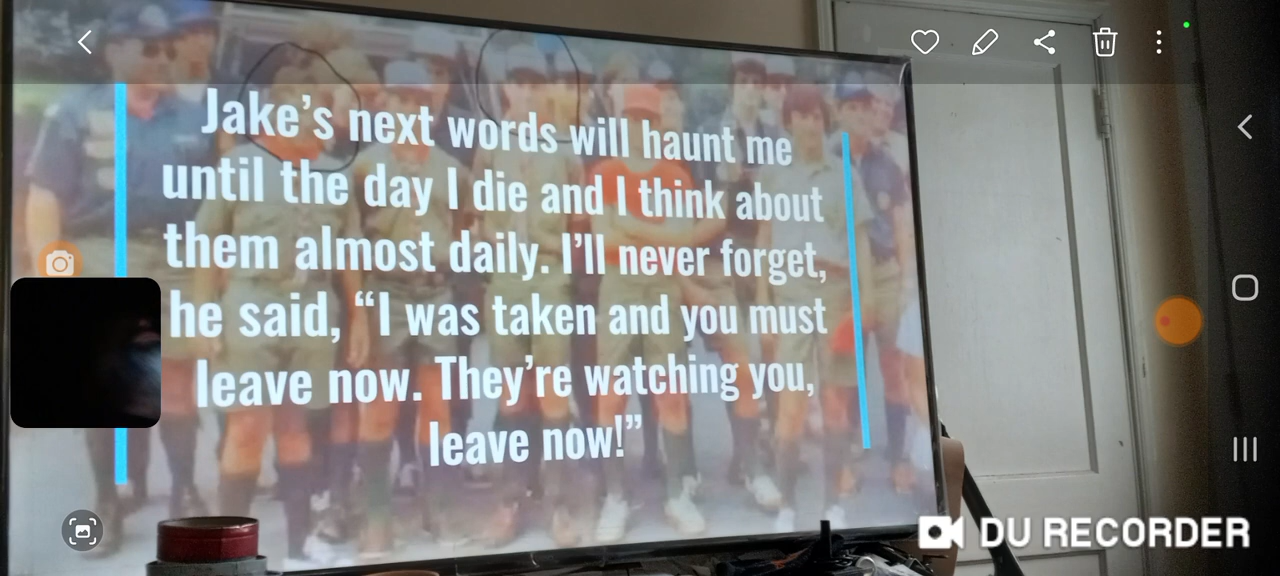 Jake's next words will haunt me
until the day I die and I think about
them almost daily. I'll never forget,
he said, "I was taken and you must
leave now. They're watching you,
leave now!"
DU RECORDER